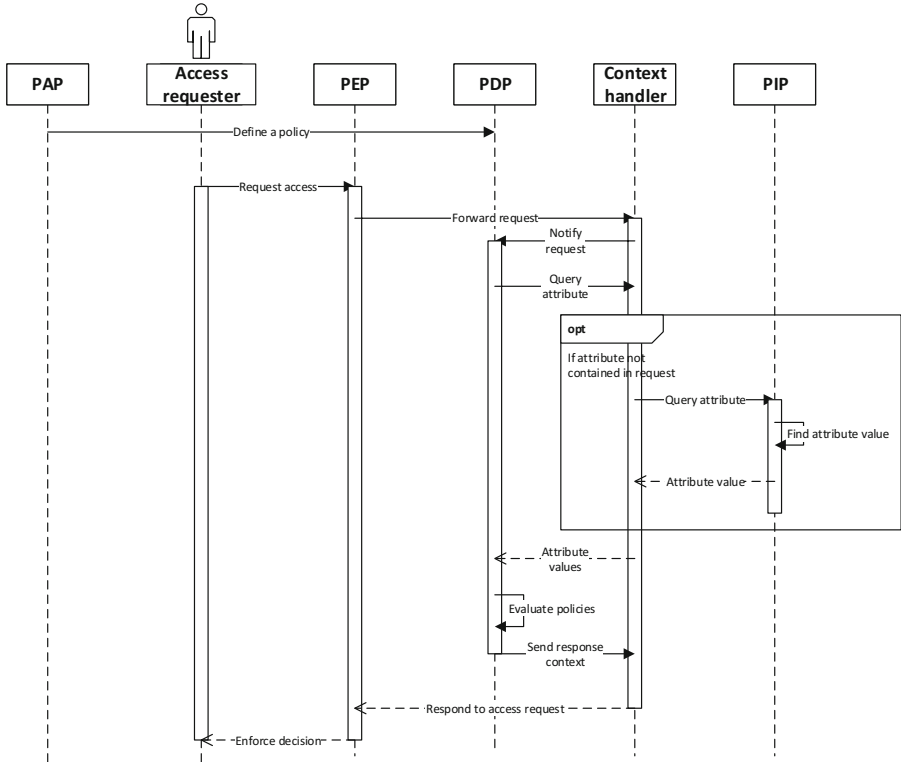 PAP
Access
requester
PEP
PDP
Context
handler
PIP
Define a policy
Request access
Forward request
Notify
request
Query
attribute
opt
If attribute not
contained in request
Query attribute
Find attribute value
Attribute value
Attribute
values
Evaluate policies
Send response
context
Respond to access request
Enforce decision